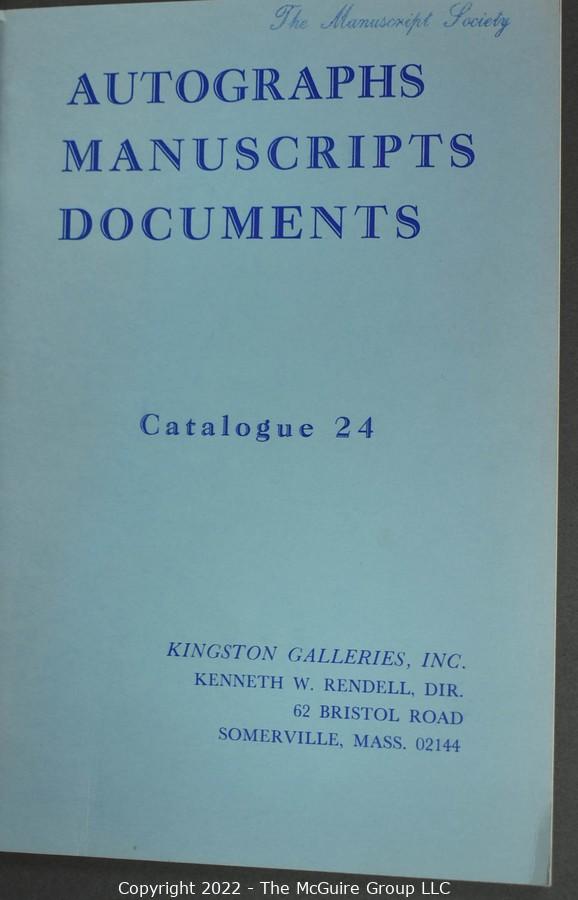 The Manuscript Society
AUTOGRAPHS
MANUSCRIPTS
DOCUMENTS
Catalogue 24
KINGSTON GALLERIES, INC.
KENNETH W. RENDELL, DIR.
62 BRISTOL ROAD
SOMERVILLE, MASS. 02144
Copyright 2022 - The McGuire Group LLC